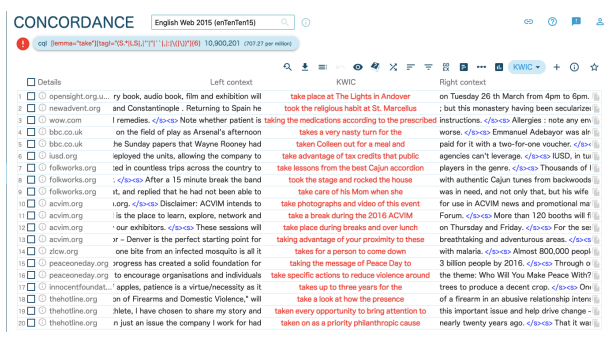 CONCORDANCE English Web 2015 (enTenTen15)
cql [lemma="take"][tag!="(S.*|LS|,|"|"|``|,|:|\(|\))"]{6} 10,900,201 (707.27 per million)
KWIC
Details Left context KWIC Right context
1 opensight.org.u... ry book, audio book, film and exhibition will take place at The Lights in Andover on Tuesday 26 th March from 4pm to 6pm.
2 newadvent.org and Constantinople . Returning to Spain he took the religious habit at St. Marcellus ; but this monastery having been secularize
3 wow.com l remedies. </s><s> Note whether patient is taking the medications according to the prescribed instructions. </s><s> Allergies : note any env
4 bbc.co.uk on the field of play as Arsenal's afternoon takes a very nasty turn for the worse. </s><s> Emmanuel Adebayor was alr
5 bbc.co.uk the Sunday papers that Wayne Rooney had taken Colleen out for a meal and paid for it with a two-for-one voucher. </s><
6 iusd.org eployed the units, allowing the company to take advantage of tax credits that public agencies can't leverage. </s><s> IUSD, in tu
7 folkworks.org ed in countless trips across the country to take lessons from the best Cajun accordion players in the genre. </s><s> Thousands of l
8 folkworks.org . </s><s> After a 15 minute break the band took the stage and rocked the house with authentic Cajun tunes from backwoods
9 folkworks.org st, and replied that he had not been able to take care of his Mom when she was in need, and not only that, but his wife
10 acvim.org .org. </s><s> Disclaimer: ACVIM intends to take photographs and video of this event for use in ACVIM news and promotional ma
11 acvim.org l is the place to learn, explore, network and take a break during the 2016 ACVIM Forum. </s><s> More than 120 booths will f
12 acvim.org r our exhibitors. </s><s> These sessions will take place during breaks and over lunch on Thursday and Friday. </s><s> For the se
13 acvim.org or – Denver is the perfect starting point for taking advantage of your proximity to these breathtaking and adventurous areas. </s><s
14 zlcw.org one bite from an infected mosquito is all it takes for a person to come down with malaria. </s><s> Almost 800,000 peopl
15 peaceoneday.org progress has created a solid foundation for taking the message of Peace Day to 3 billion people by 2016. </s><s> Through o
16 peaceoneday.org to encourage organisations and individuals take specific actions to reduce violence around the theme: Who Will You Make Peace With?
17 innocentfoundat... ' apples, patience is a virtue/necessity as it takes up to three years for the trees to produce a decent crop. </s><s> On
18 thehotline.org on of Firearms and Domestic Violence," will take a look at how the presence of a firearm in an abusive relationship intens
19 thehotline.org hlete, I have chosen to share my story and taken every opportunity to bring attention to this important issue and help drive change -
20 thehotline.org n just an issue the company I work for had taken on as a priority philanthropic cause nearly twenty years ago. </s><s> That it was